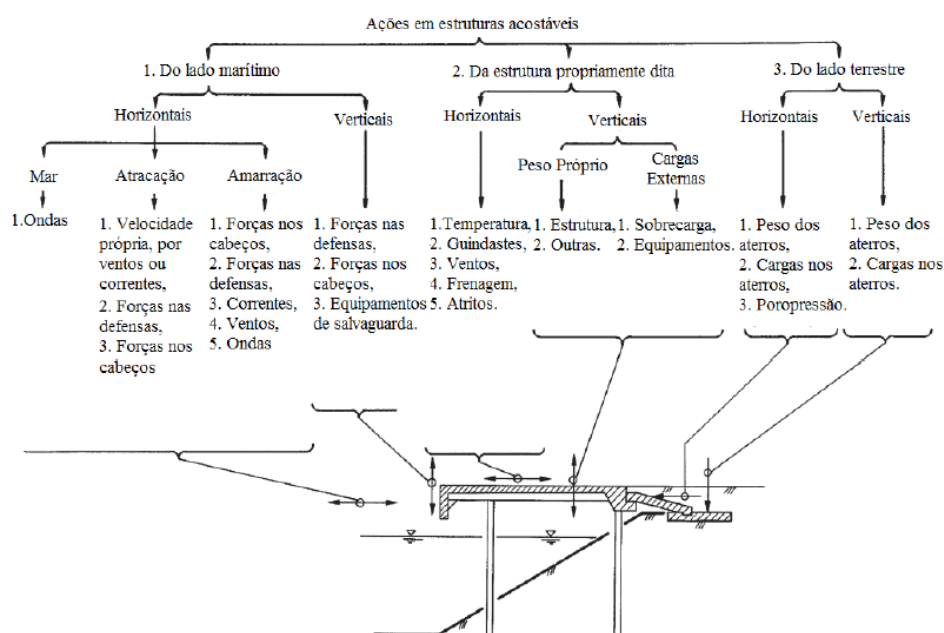 Ações em estruturas acostáveis
1. Do lado marítimo
2. Da estrutura propriamente dita
3. Do lado terrestre
Horizontais
Verticais
Horizontais
Verticais
Horizontais
Verticais
Mar
Atracação
Amarração
Peso Próprio
Cargas
Externas
1.Ondas
1. Velocidade
própria, por
ventos ou
correntes,
2. Forças nas
defensas,
3. Forças nos
cabeços
1. Forças nos
cabeços,
2. Forças nas
defensas,
3. Correntes,
4. Ventos,
5. Ondas
1. Forças nas
defensas,
2. Forças nos
cabeços,
3. Equipamentos
de salvaguarda.
1.Temperatura,
2. Guindastes,
3. Ventos,
4. Frenagem,
5. Atritos.
1. Estrutura,
2. Outras.
1. Sobrecarga,
2. Equipamentos.
1. Peso dos
aterros,
2. Cargas nos
aterros,
3. Poropressão.
1. Peso dos
aterros,
2. Cargas nos
aterros.